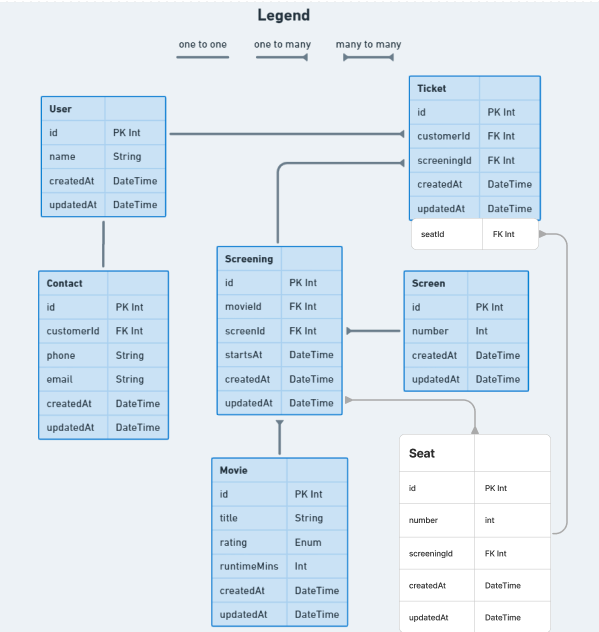 Legend
one to one
one to many
many to many
User
id PK Int
name String
createdAt DateTime
updatedAt DateTime
Ticket
id PK Int
customerId FK Int
screeningId FK Int
createdAt DateTime
updatedAt DateTime
seatId FK Int
Contact
id PK Int
customerId FK Int
phone String
email String
createdAt DateTime
updatedAt DateTime
Screening
id PK Int
movieId FK Int
screenId FK Int
startsAt DateTime
createdAt DateTime
updatedAt DateTime
Screen
id PK Int
number Int
createdAt DateTime
updatedAt DateTime
Movie
id PK Int
title String
rating Enum
runtimeMins Int
createdAt DateTime
updatedAt DateTime
Seat
id PK Int
number int
screeningId FK Int
createdAt DateTime
updatedAt DateTime